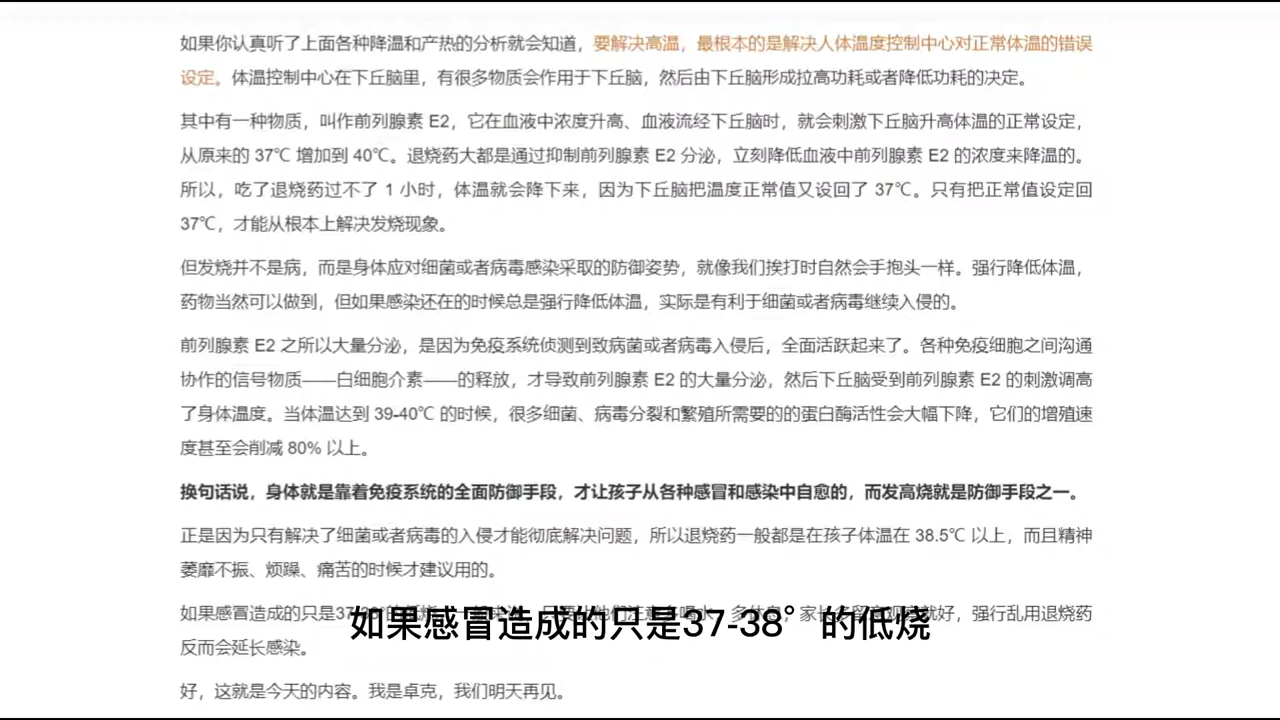 如果你认真听了上面各种降温和产热的分析就会知道，要解决高温，最根本的是解决人体温度控制中心对正常体温的错误
设定。体温控制中心在下丘脑里，有很多物质会作用于下丘脑，然后由下丘脑形成拉高功耗或者降低功耗的决定。
其中有一种物质，叫作前列腺素 E2，它在血液中浓度升高、血液流经下丘脑时，就会刺激下丘脑升高体温的正常设定，
从原来的 37℃ 增加到 40℃。退烧药大都是通过抑制前列腺素 E2 分泌，立刻降低血液中前列腺素 E2 的浓度来降温的。
所以，吃了退烧药过不了 1 小时，体温就会降下来，因为下丘脑把温度正常值又设回了 37℃。只有把正常值设定回
37℃，才能从根本上解决发烧现象。
但发烧并不是病，而是身体应对细菌或者病毒感染采取的防御姿势，就像我们挨打时自然会手抱头一样。强行降低体温，
药物当然可以做到，但如果感染还在的时候总是强行降低体温，实际是有利于细菌或者病毒继续入侵的。
前列腺素 E2 之所以大量分泌，是因为免疫系统侦测到致病菌或者病毒入侵后，全面活跃起来了。各种免疫细胞之间沟通
协作的信号物质——白细胞介素——的释放，才导致前列腺素 E2 的大量分泌，然后下丘脑受到前列腺素 E2 的刺激调高
了身体温度。当体温达到 39-40℃ 的时候，很多细菌、病毒分裂和繁殖所需要的的蛋白酶活性会大幅下降，它们的增殖速
度甚至会削减 80% 以上。
换句话说，身体就是靠着免疫系统的全面防御手段，才让孩子从各种感冒和感染中自愈的，而发高烧就是防御手段之一。
正是因为只有解决了细菌或者病毒的入侵才能彻底解决问题，所以退烧药一般都是在孩子体温在 38.5℃ 以上，而且精神
萎靡不振、烦躁、痛苦的时候才建议用的。
如果感冒造成的只是37 家长 就好，强行乱用退烧药
如果感冒造成的只是37-38°的低烧
反而会延长感染。
好，这就是今天的内容。我是卓克，我们明天再见。